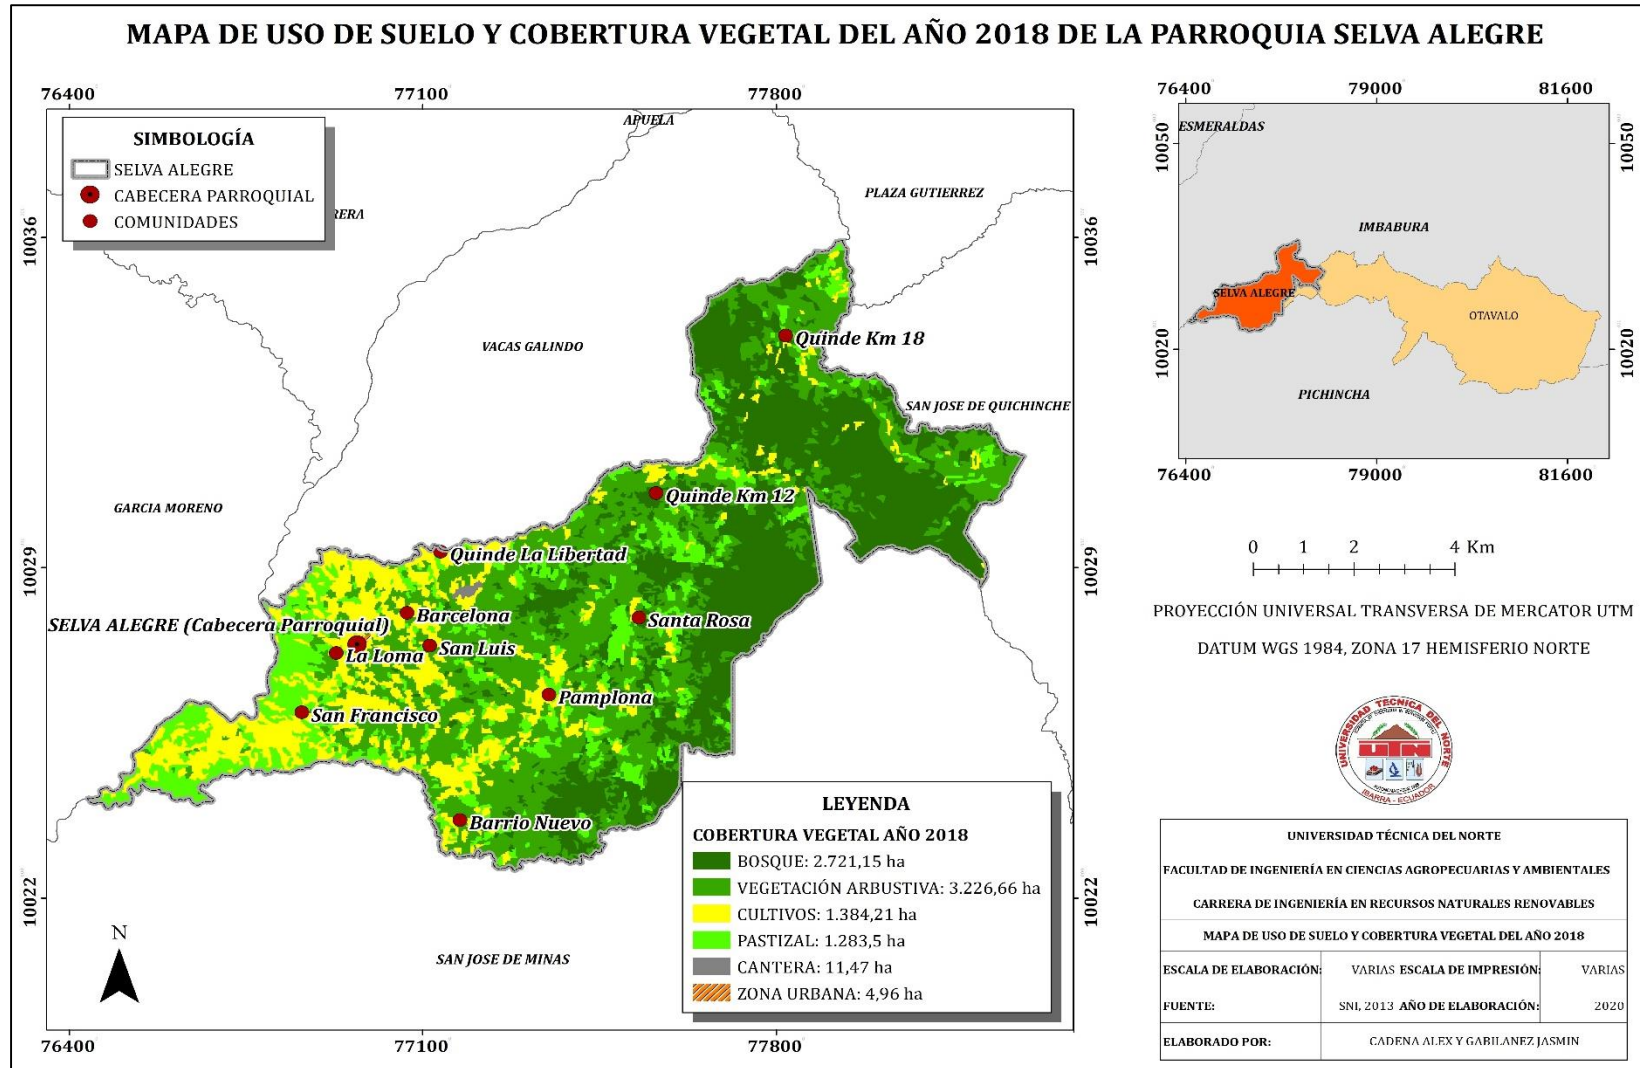 MAPA DE USO DE SUELO Y COBERTURA VEGETAL DEL AÑO 2018 DE LA PARROQUIA SELVA ALEGRE
76400 77100 77800
SIMBOLOGÍA
SELVA ALEGRE
CABECERA PARROQUIAL
COMUNIDADES
APUELA
PLAZA GUTIERREZ
RERA
10036
10036
Quinde Km 18
VACAS GALINDO
SAN JOSE DE QUICHINCHE
Quinde Km 12
GARCIA MORENO
Quinde La Libertad
10029
10029
Barcelona
SELVA ALEGRE (Cabecera Parroquial)
Santa Rosa
San Luis
La Loma
Pamplona
San Francisco
Barrio Nuevo
10022
10022
N
SAN JOSE DE MINAS
LEYENDA
COBERTURA VEGETAL AÑO 2018
BOSQUE: 2.721,15 ha
VEGETACIÓN ARBUSTIVA: 3.226,66 ha
CULTIVOS: 1.384,21 ha
PASTIZAL: 1.283,5 ha
CANTERA: 11,47 ha
ZONA URBANA: 4,96 ha
76400 77100 77800
76400 79000 81600
ESMERALDAS
10050
10050
IMBABURA
SELVA ALEGRE
OTAVALO
10020
10020
PICHINCHA
76400 79000 81600
0 1 2 4 Km
PROYECCIÓN UNIVERSAL TRANSVERSA DE MERCATOR UTM
DATUM WGS 1984, ZONA 17 HEMISFERIO NORTE
UNIVERSIDAD TECNICA DEL NORTE
UTN
IBARRA - ECUADOR
UNIVERSIDAD TÉCNICA DEL NORTE
FACULTAD DE INGENIERÍA EN CIENCIAS AGROPECUARIAS Y AMBIENTALES
CARRERA DE INGENIERÍA EN RECURSOS NATURALES RENOVABLES
MAPA DE USO DE SUELO Y COBERTURA VEGETAL DEL AÑO 2018
ESCALA DE ELABORACIÓN: VARIAS ESCALA DE IMPRESIÓN: VARIAS
FUENTE: SNI, 2013 AÑO DE ELABORACIÓN: 2020
ELABORADO POR: CADENA ALEX Y GABILANEZ JASMIN